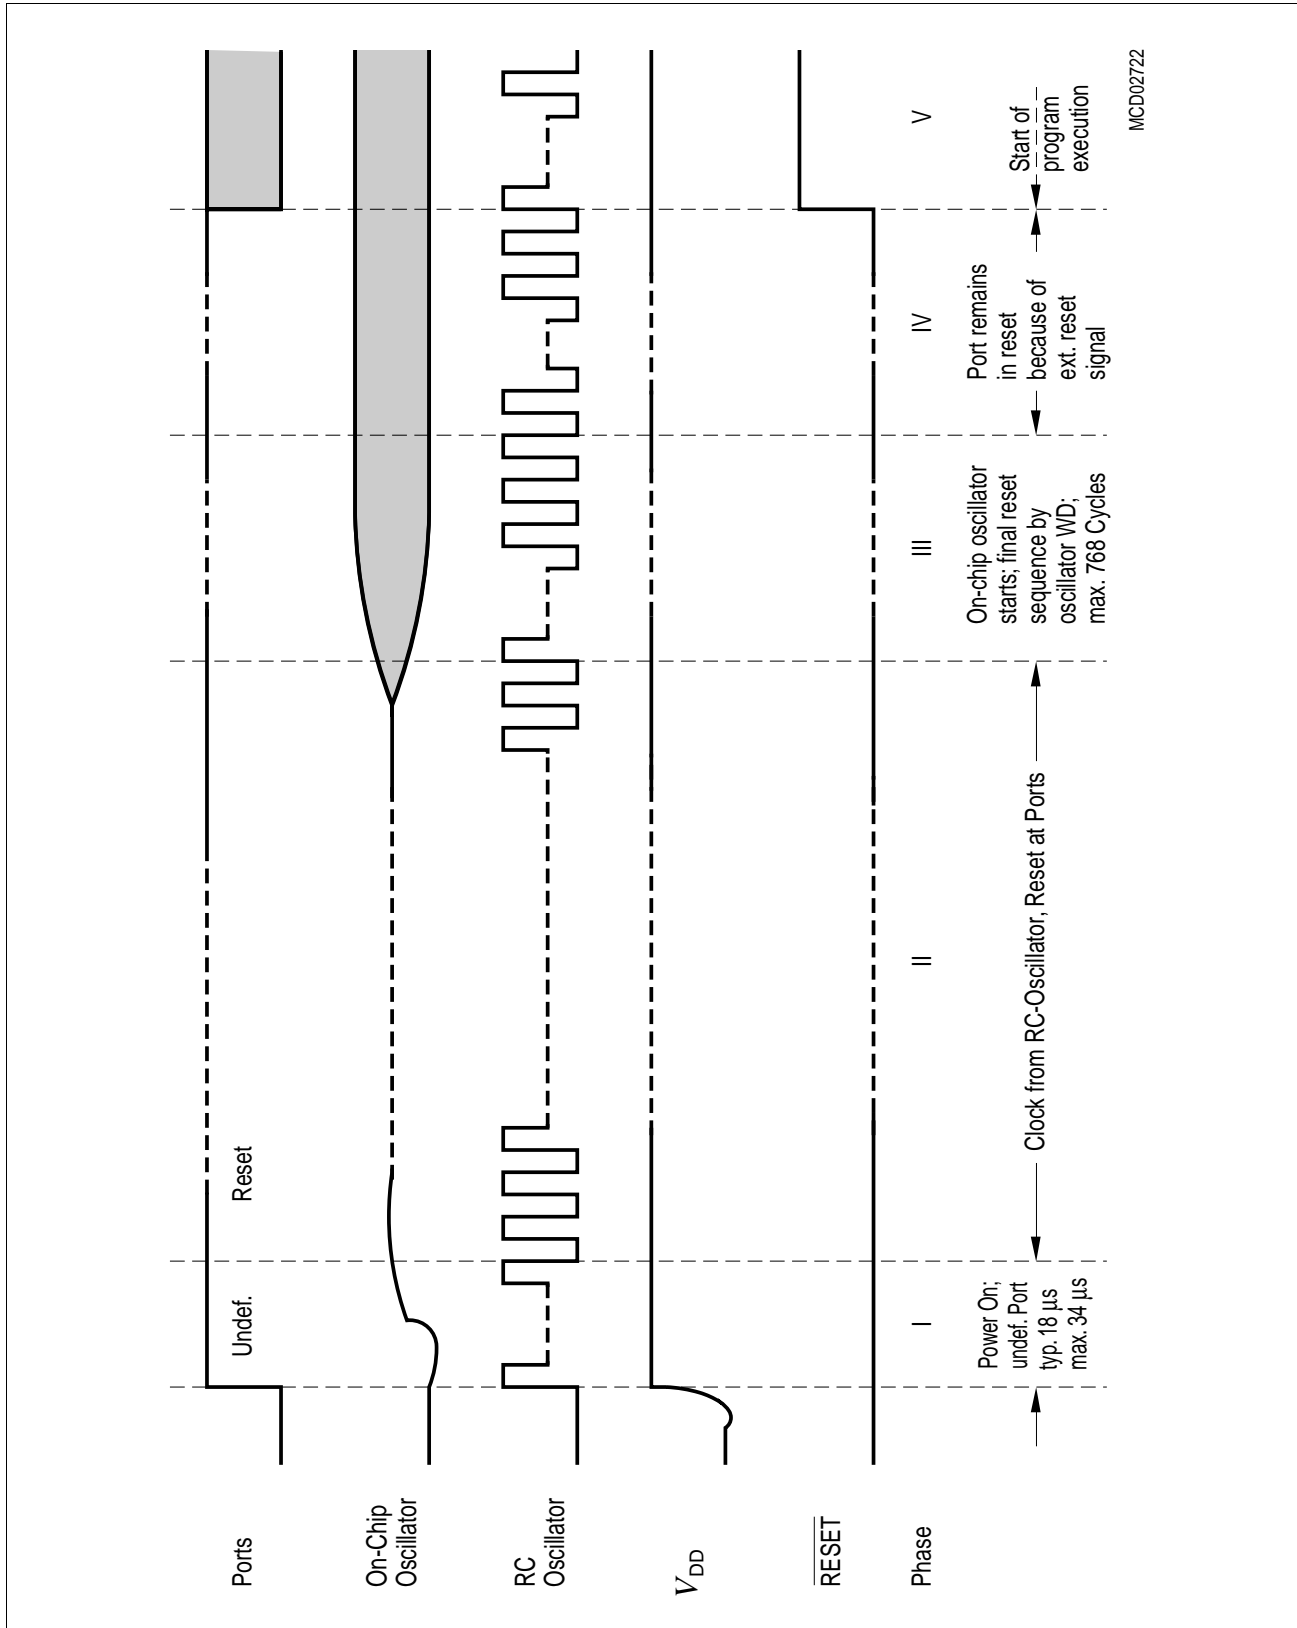 Ports
Undef.
Reset
On-Chip
Oscillator
RC
Oscillator
VDD
RESET
Phase
I
II
III
IV
V
Power On;
undef. Port
typ. 18 μs
max. 34 μs
Clock from RC-Oscillator, Reset at Ports
On-chip oscillator
starts; final reset
sequence by
oscillator WD;
max. 768 Cycles
Port remains
in reset
because of
ext. reset
signal
Start of
program
execution
MCD02722